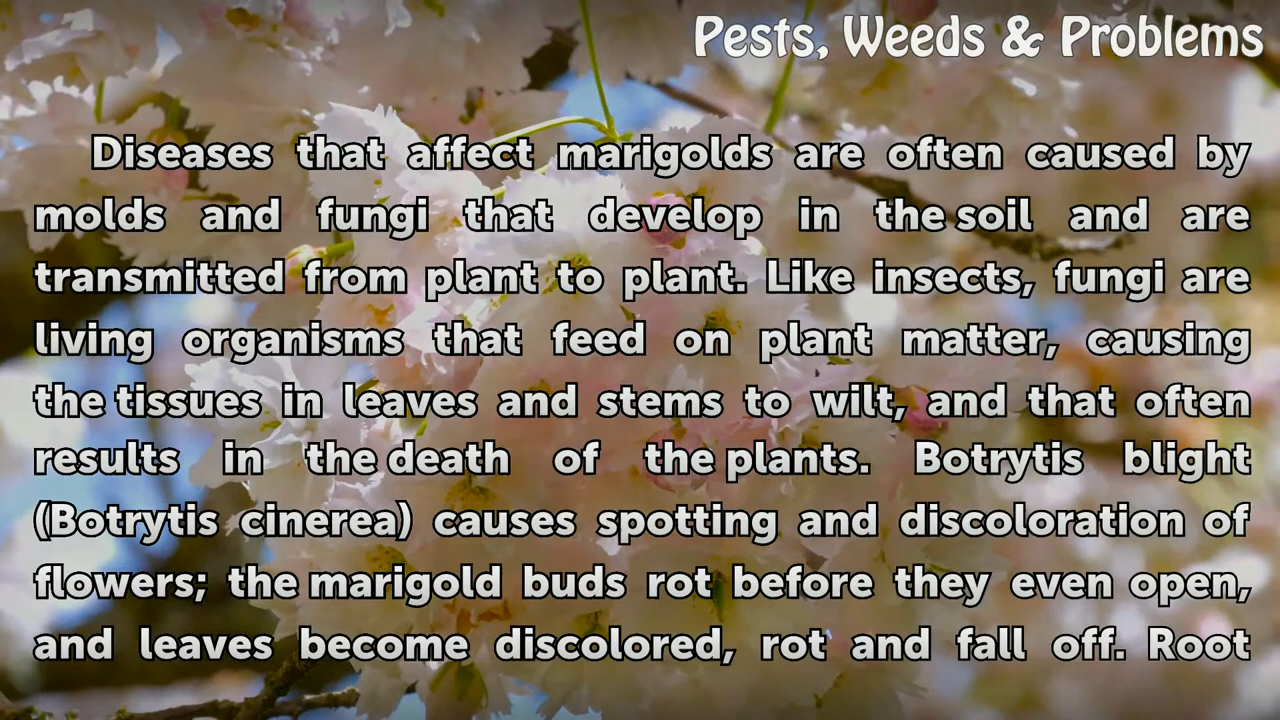 Pests, Weeds & Problems
Diseases that affect marigolds are often caused by
molds and fungi that develop in the soil and are
transmitted from plant to plant. Like insects, fungi are
living organisms that feed on plant matter, causing
the tissues in leaves and stems to wilt, and that often
results in the death of the plants. Botrytis blight
(Botrytis cinerea) causes spotting and discoloration of
flowers; the marigold buds rot before they even open,
and leaves become discolored, rot and fall off. Root